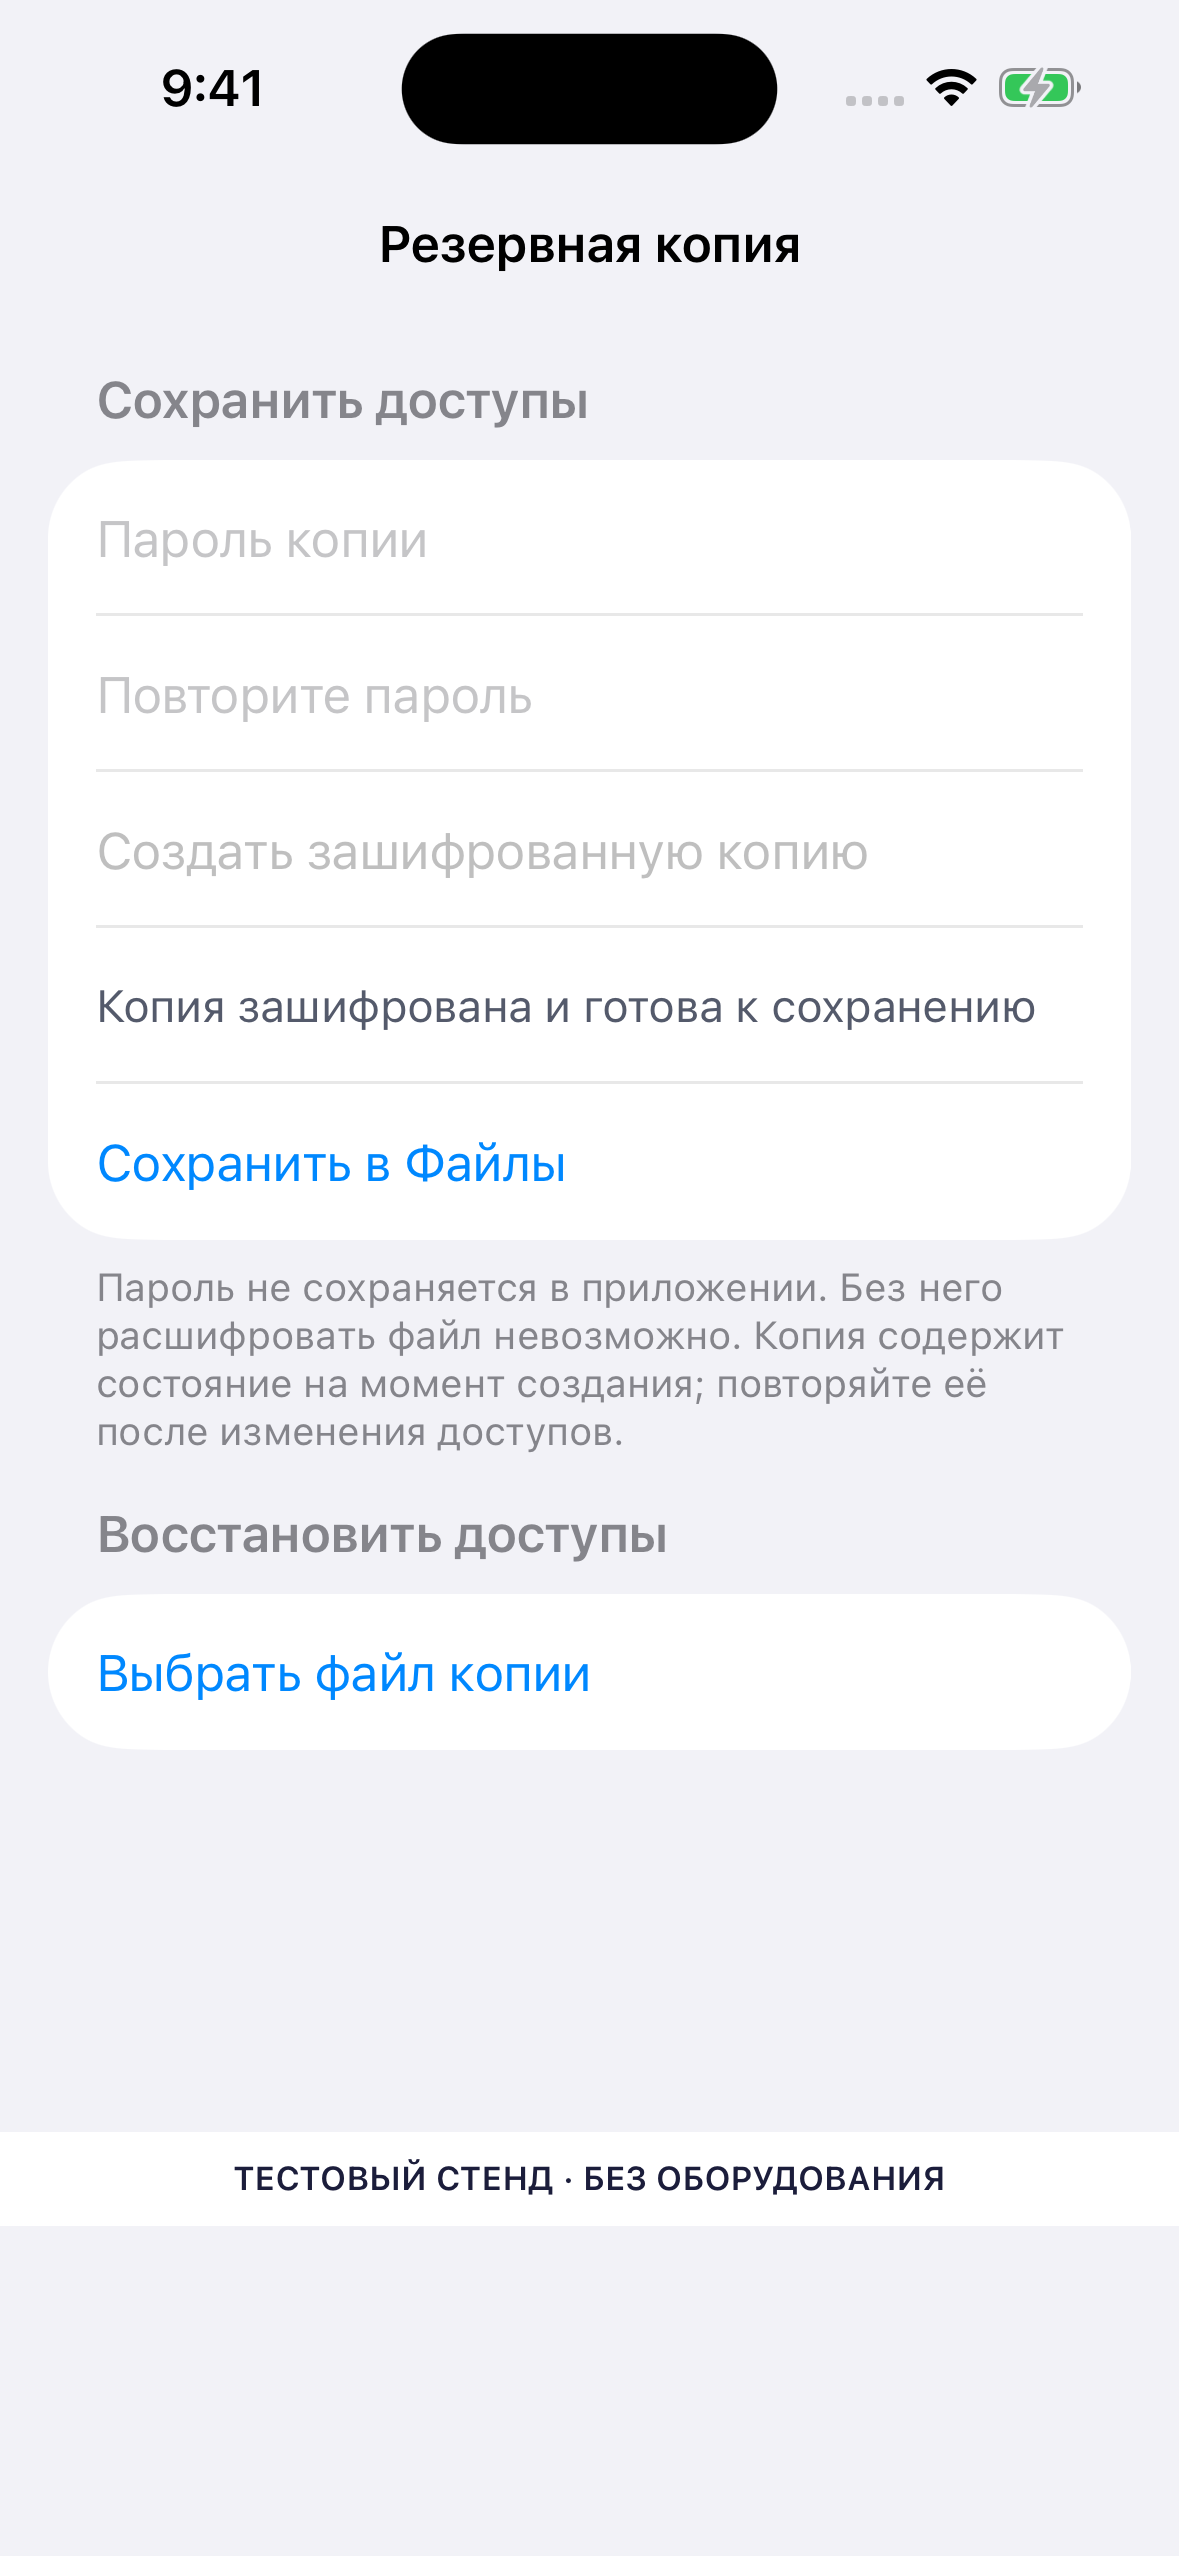 9:41
Резервная копия
Сохранить доступы
Пароль копии
Повторите пароль
Создать зашифрованную копию
Копия зашифрована и готова к сохранению
Сохранить в Файлы
Пароль не сохраняется в приложении. Без него
расшифровать файл невозможно. Копия содержит
состояние на момент создания; повторяйте её
после изменения доступов.
Восстановить доступы
Выбрать файл копии
ТЕСТОВЫЙ СТЕНД · БЕЗ ОБОРУДОВАНИЯ